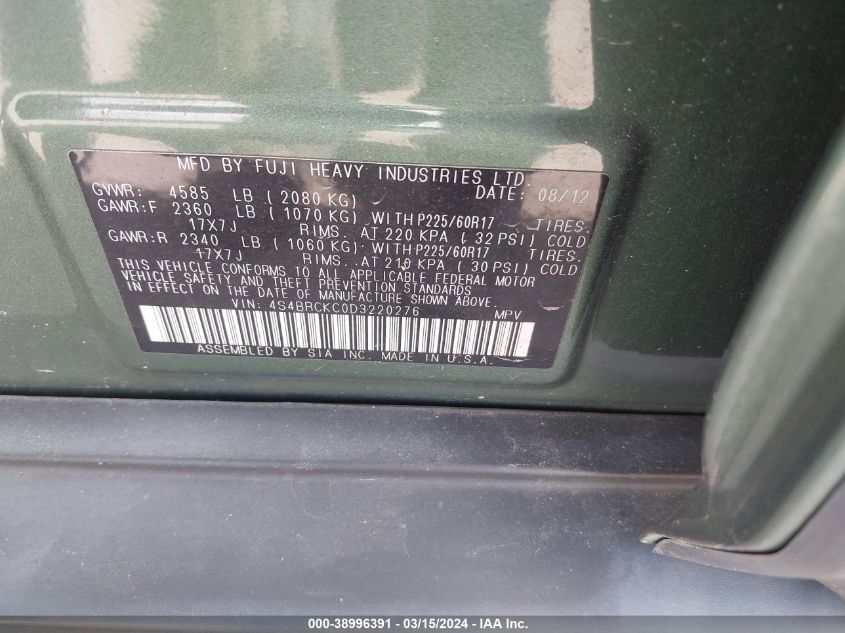 MFD BY FUJI HEAVY INDUSTRIES LTD.
GVWR: 4585 LB ( 2080 KG) DATE: 08/12
GAWR:F 2360 LB ( 1070 KG) WITH P225/60R17 TIRES.
17X7J RIMS. AT 220 KPA ( 32 PSI) COLD
GAWR:R 2340 LB ( 1060 KG) WITH P225/60R17 TIRES.
17X7J RIMS. AT 210 KPA ( 30 PSI) COLD
THIS VEHICLE CONFORMS TO ALL APPLICABLE FEDERAL MOTOR
VEHICLE SAFETY AND THEFT PREVENTION STANDARDS
IN EFFECT ON THE DATE OF MANUFACTURE SHOWN ABOVE.
VIN: 4S4BRCKC0D3220276 MPV
ASSEMBLED BY SIA INC. MADE IN U.S.A.
000-38996391 - 03/15/2024 - IAA Inc.